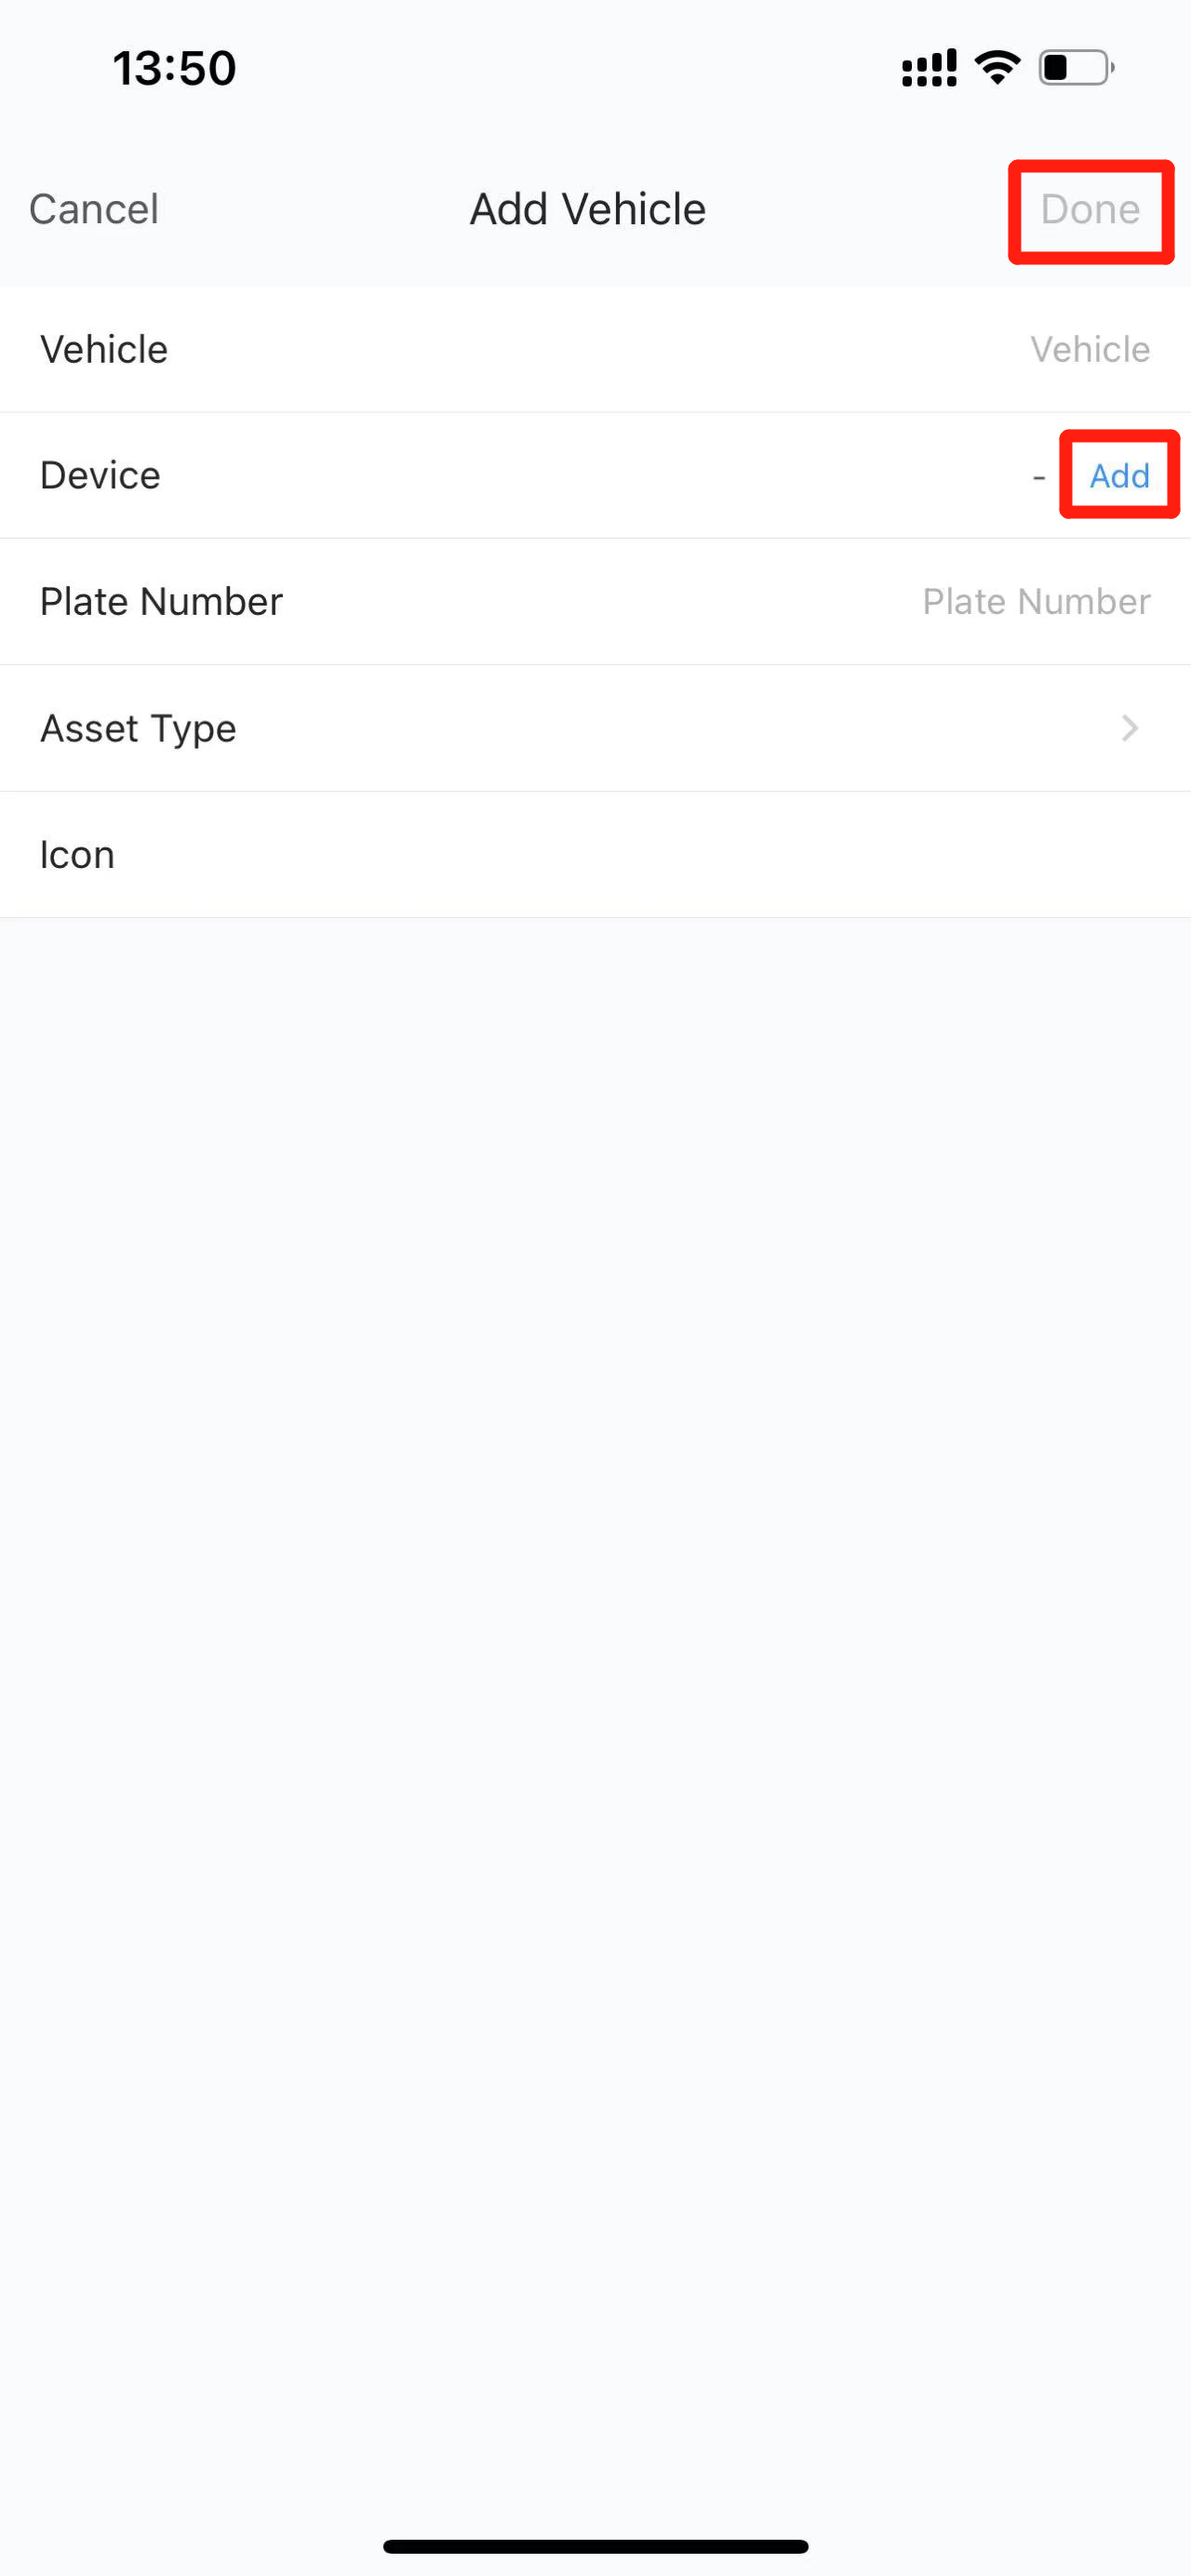 13:50
Cancel Add Vehicle Done
Vehicle Vehicle
Device - Add
Plate Number Plate Number
Asset Type
Icon